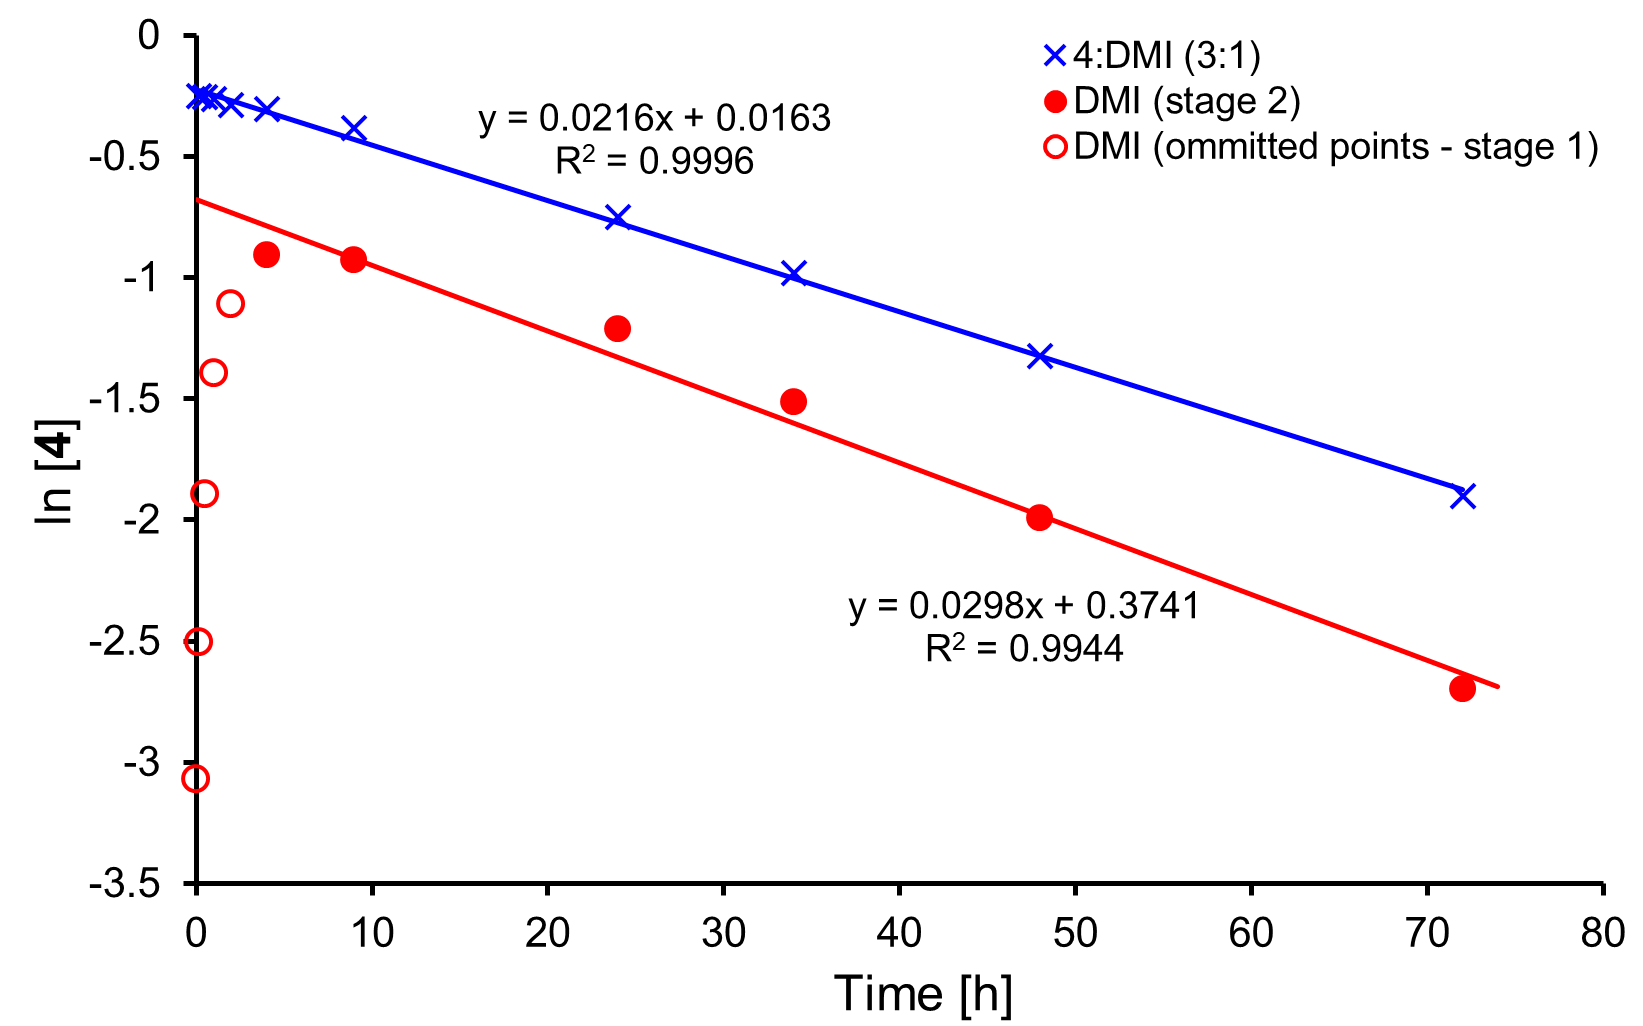 0
-0.5
-1
-1.5
-2
-2.5
-3
-3.5
ln [4]
0 10 20 30 40 50 60 70 80
Time [h]
4:DMI (3:1)
DMI (stage 2)
DMI (ommitted points - stage 1)
y = 0.0216x + 0.0163
R² = 0.9996
y = 0.0298x + 0.3741
R² = 0.9944